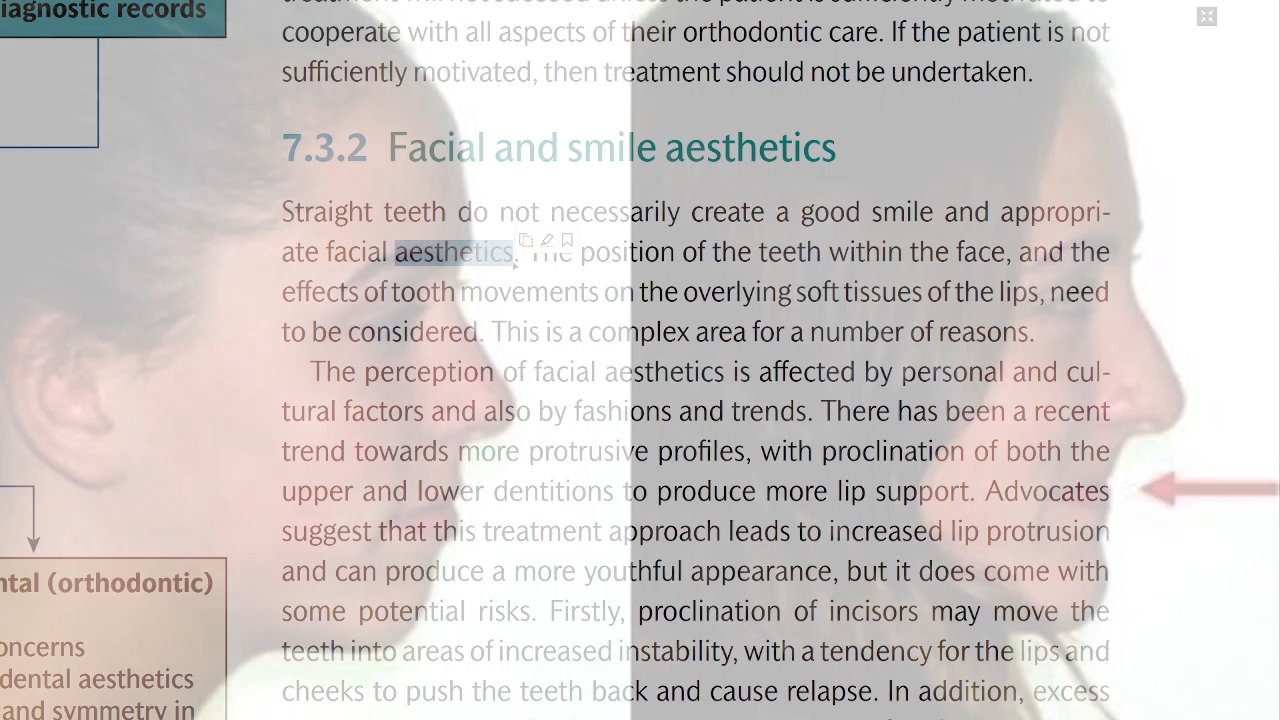 iagnostic records
cooperate with all aspects of their orthodontic care. If the patient is not
sufficiently motivated, then treatment should not be undertaken.
7.3.2 Facial and smile aesthetics
Straight teeth do not necessarily create a good smile and appropri-
ate facial aesthetics. The position of the teeth within the face, and the
effects of tooth movements on the overlying soft tissues of the lips, need
to be considered. This is a complex area for a number of reasons.
The perception of facial aesthetics is affected by personal and cul-
tural factors and also by fashions and trends. There has been a recent
trend towards more protrusive profiles, with proclination of both the
upper and lower dentitions to produce more lip support. Advocates
suggest that this treatment approach leads to increased lip protrusion
and can produce a more youthful appearance, but it does come with
some potential risks. Firstly, proclination of incisors may move the
teeth into areas of increased instability, with a tendency for the lips and
cheeks to push the teeth back and cause relapse. In addition, excess
ntal (orthodontic)
oncerns
dental aesthetics
and symmetry in